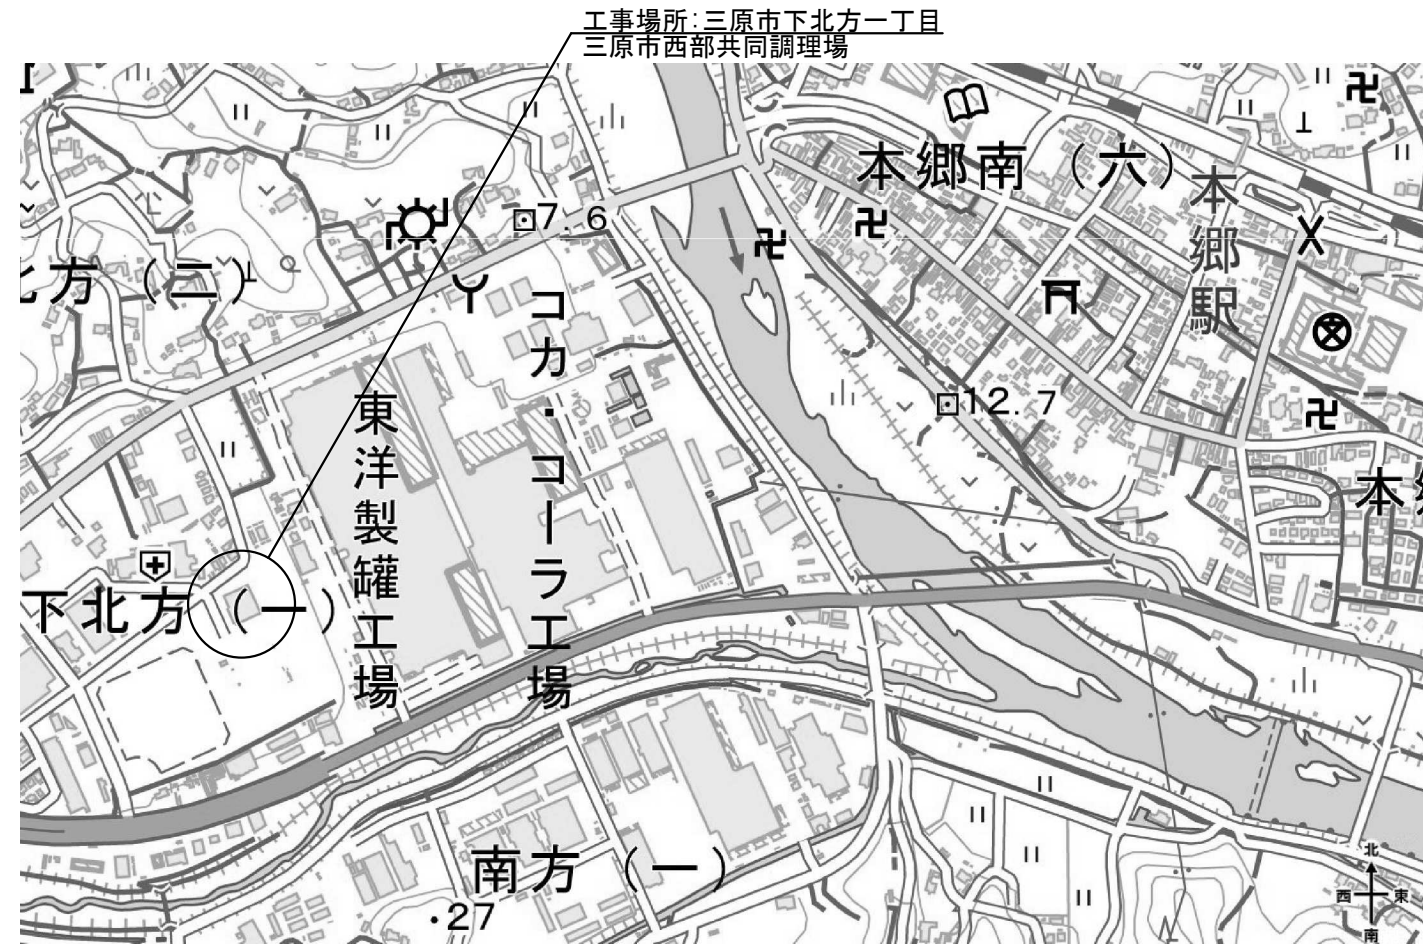 工事場所:三原市下北方一丁目
三原市西部共同調理場
本郷南(六)
本郷駅
7.6
北方(二)
コカ・コーラ工場
東洋製罐工場
12.7
本郷
下北方(一)
南方(一)
・27
北
西
東
南